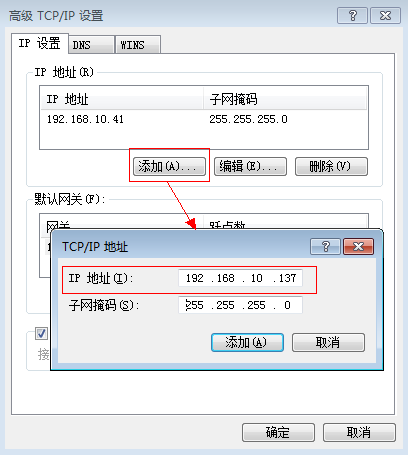 高级 TCP/IP 设置
IP 设置 DNS WINS
IP 地址(R)
IP 地址 子网掩码
192.168.10.41 255.255.255.0
添加(A)... 编辑(E)... 删除(V)
默认网关(F):
网关 跃点数
TCP/IP 地址
IP 地址(I): 192 .168 . 10 .137
子网掩码(S): 255 .255 .255 . 0
添加(A) 取消
接
确定 取消